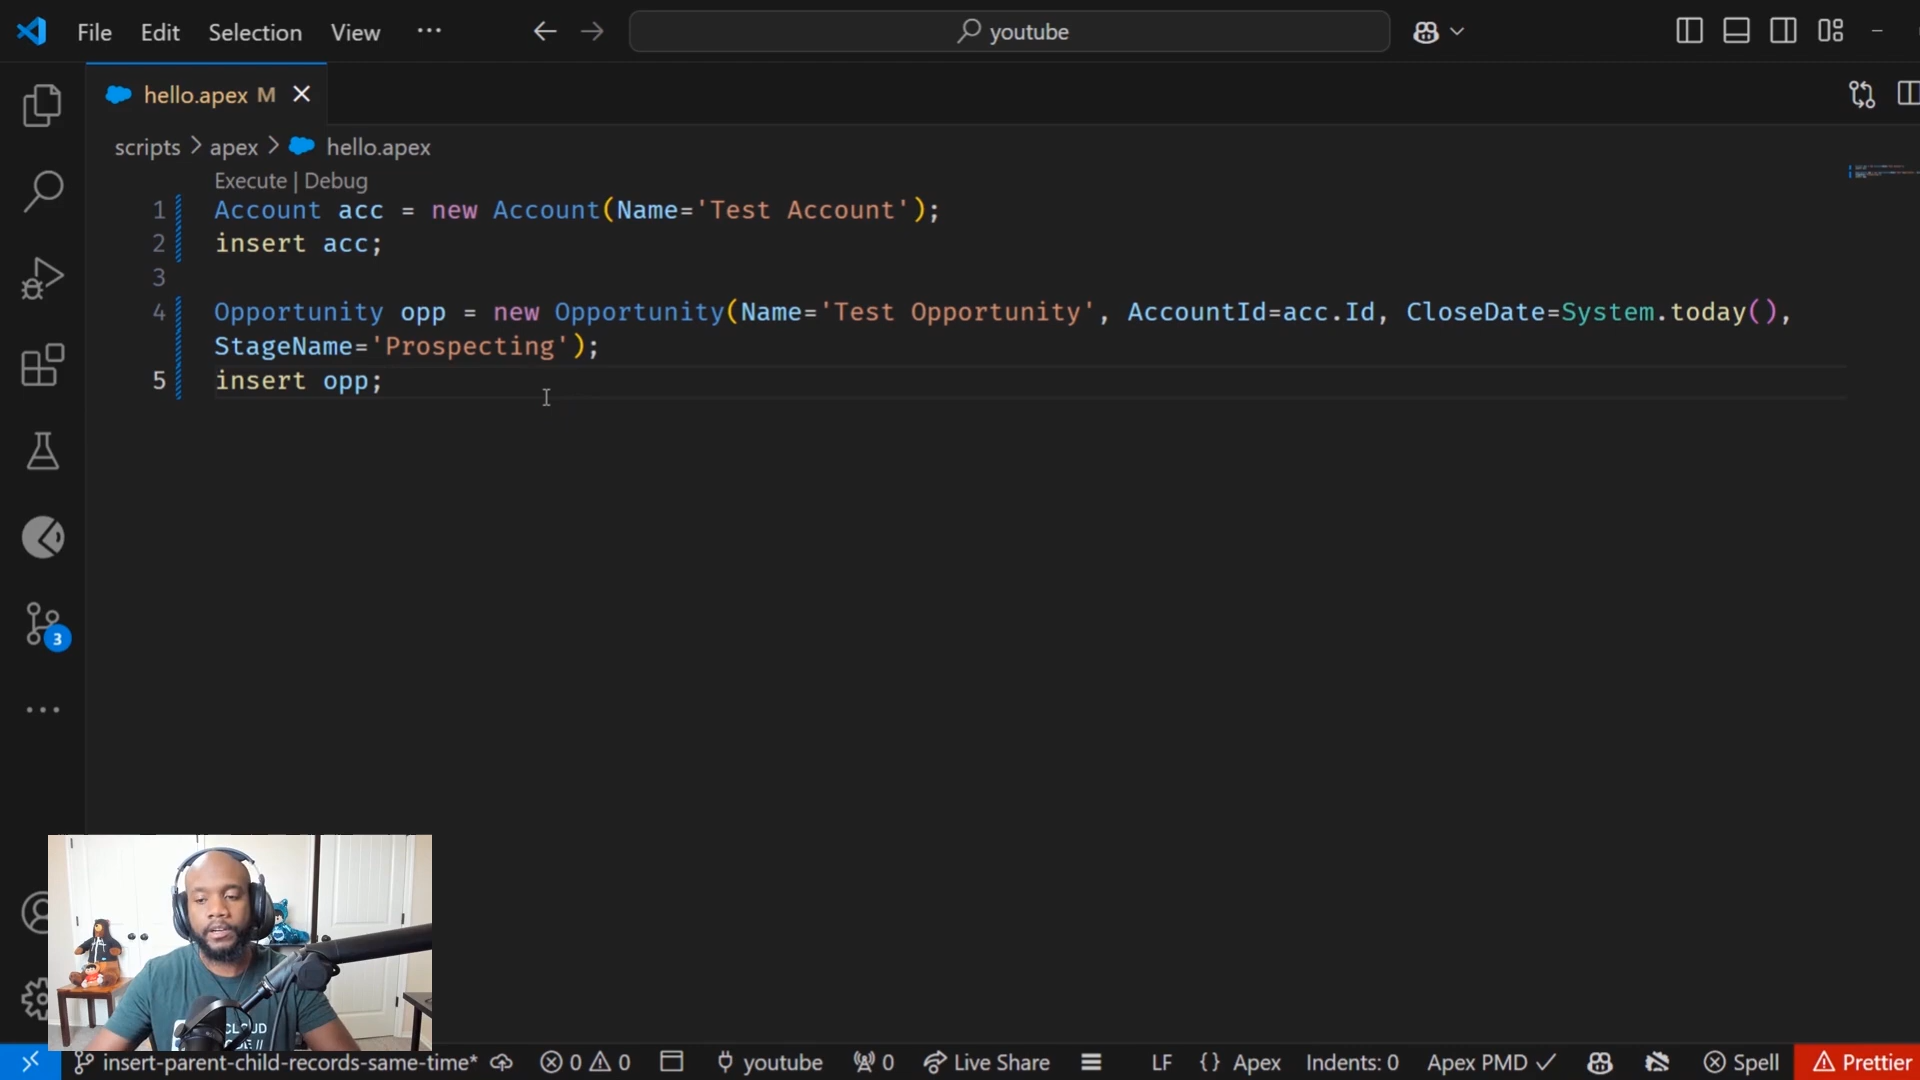 File Edit Selection View ··· youtube
hello.apex M
scripts > apex > hello.apex
Execute | Debug
1 Account acc = new Account(Name='Test Account');
2 insert acc;
3
4 Opportunity opp = new Opportunity(Name='Test Opportunity', AccountId=acc.Id, CloseDate=System.today(),
StageName='Prospecting');
5 insert opp;
3
CLOUD
insert-parent-child-records-same-time* 0 0 youtube 0 Live Share LF {} Apex Indents: 0 Apex PMD ✓ Spell Prettier